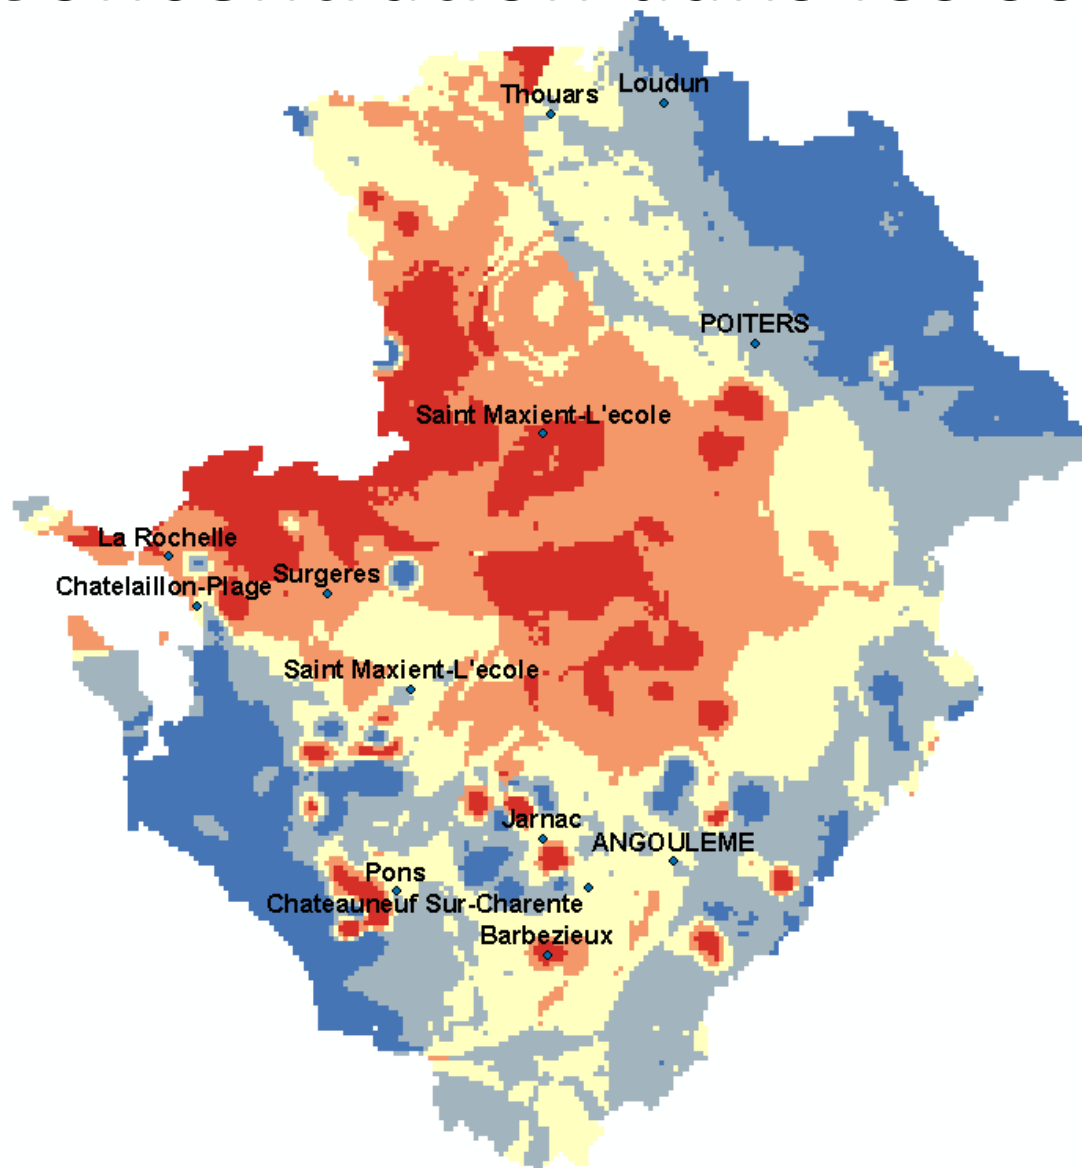 Thouars
Loudun
POITERS
Saint Maxient-L'ecole
La Rochelle
Chatelaillon-Plage
Surgeres
Saint Maxient-L'ecole
Jarnac
ANGOULEME
Pons
Chateauneuf Sur-Charente
Barbezieux